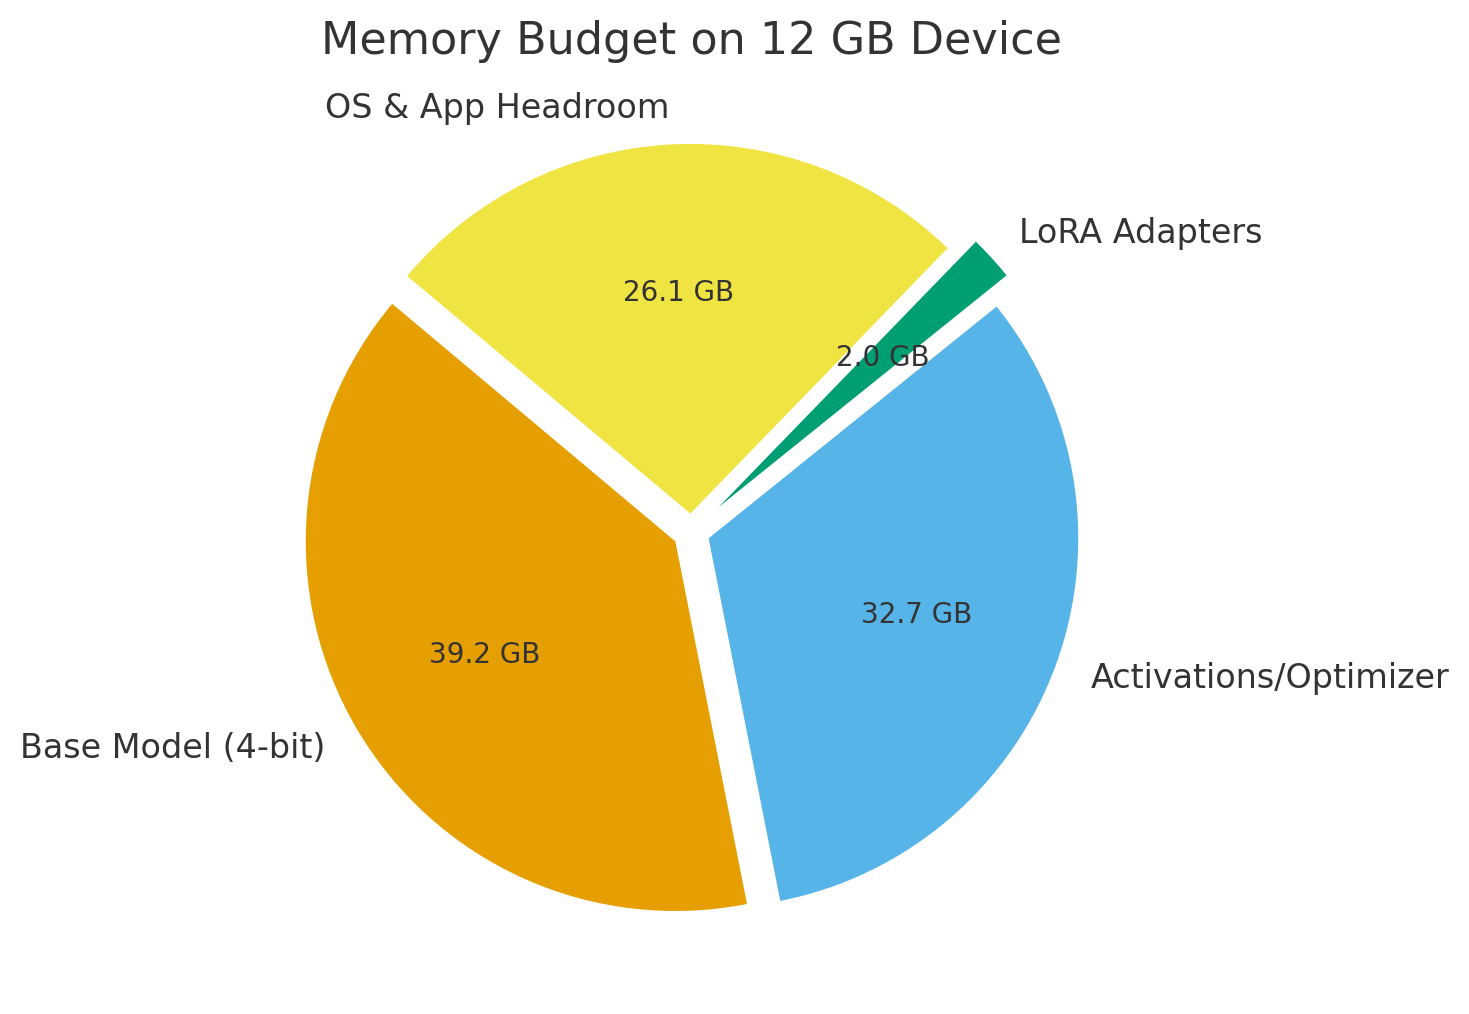 Memory Budget on 12 GB Device
OS & App Headroom
LoRA Adapters
26.1 GB
2.0 GB
32.7 GB
39.2 GB
Activations/Optimizer
Base Model (4-bit)